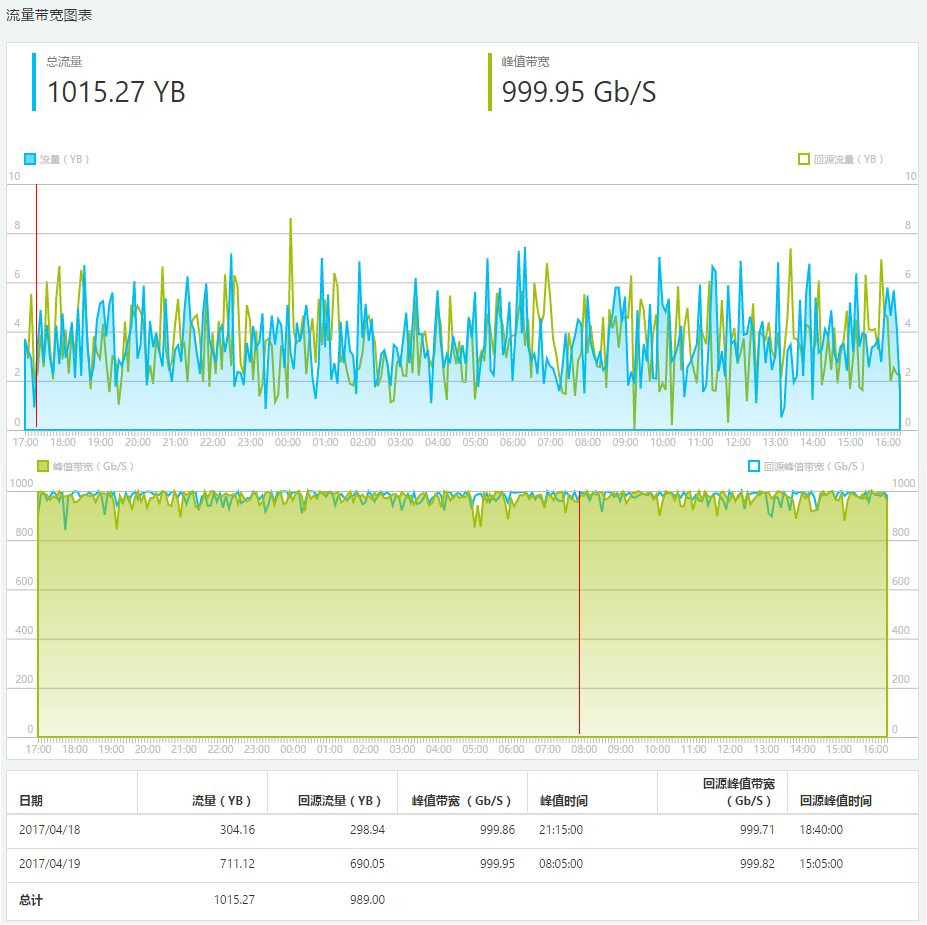 流量带宽图表
总流量 峰值带宽
1015.27 YB 999.95 Gb/S
流量（YB） 回源流量（YB）
10 10
8 8
6 6
4 4
2 2
0 0
17:00 18:00 19:00 20:00 21:00 22:00 23:00 00:00 01:00 02:00 03:00 04:00 05:00 06:00 07:00 08:00 09:00 10:00 11:00 12:00 13:00 14:00 15:00 16:00
峰值带宽（Gb/S） 回源峰值带宽（Gb/S）
1000 1000
800 800
600 600
400 400
200 200
0 0
17:00 18:00 19:00 20:00 21:00 22:00 23:00 00:00 01:00 02:00 03:00 04:00 05:00 06:00 07:00 08:00 09:00 10:00 11:00 12:00 13:00 14:00 15:00 16:00
日期 流量（YB） 回源流量（YB） 峰值带宽（Gb/S） 峰值时间 回源峰值带宽（Gb/S） 回源峰值时间
2017/04/18 304.16 298.94 999.86 21:15:00 999.71 18:40:00
2017/04/19 711.12 690.05 999.95 08:05:00 999.82 15:05:00
总计 1015.27 989.00